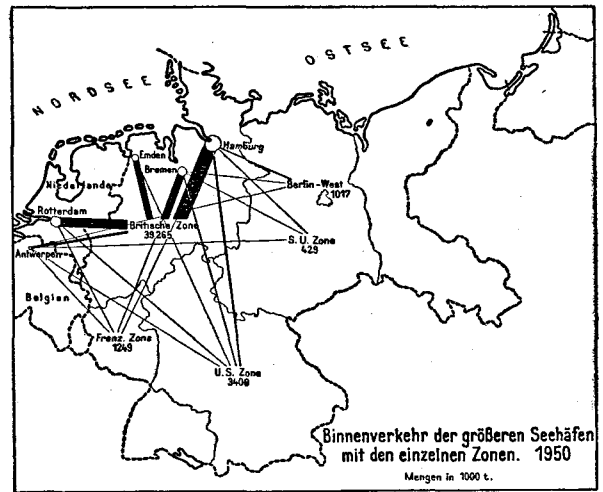 NORDSEE
OSTSEE
Hamburg
Emden
Bremen
Niederlande
Berlin-West
1017
Rotterdam
Britische Zone
39265
S.U. Zone
429
Antwerpen
Belgien
Franz. Zone
1249
U.S. Zone
3408
Binnenverkehr der größeren Seehäfen
mit den einzelnen Zonen. 1950
Mengen in 1000 t.